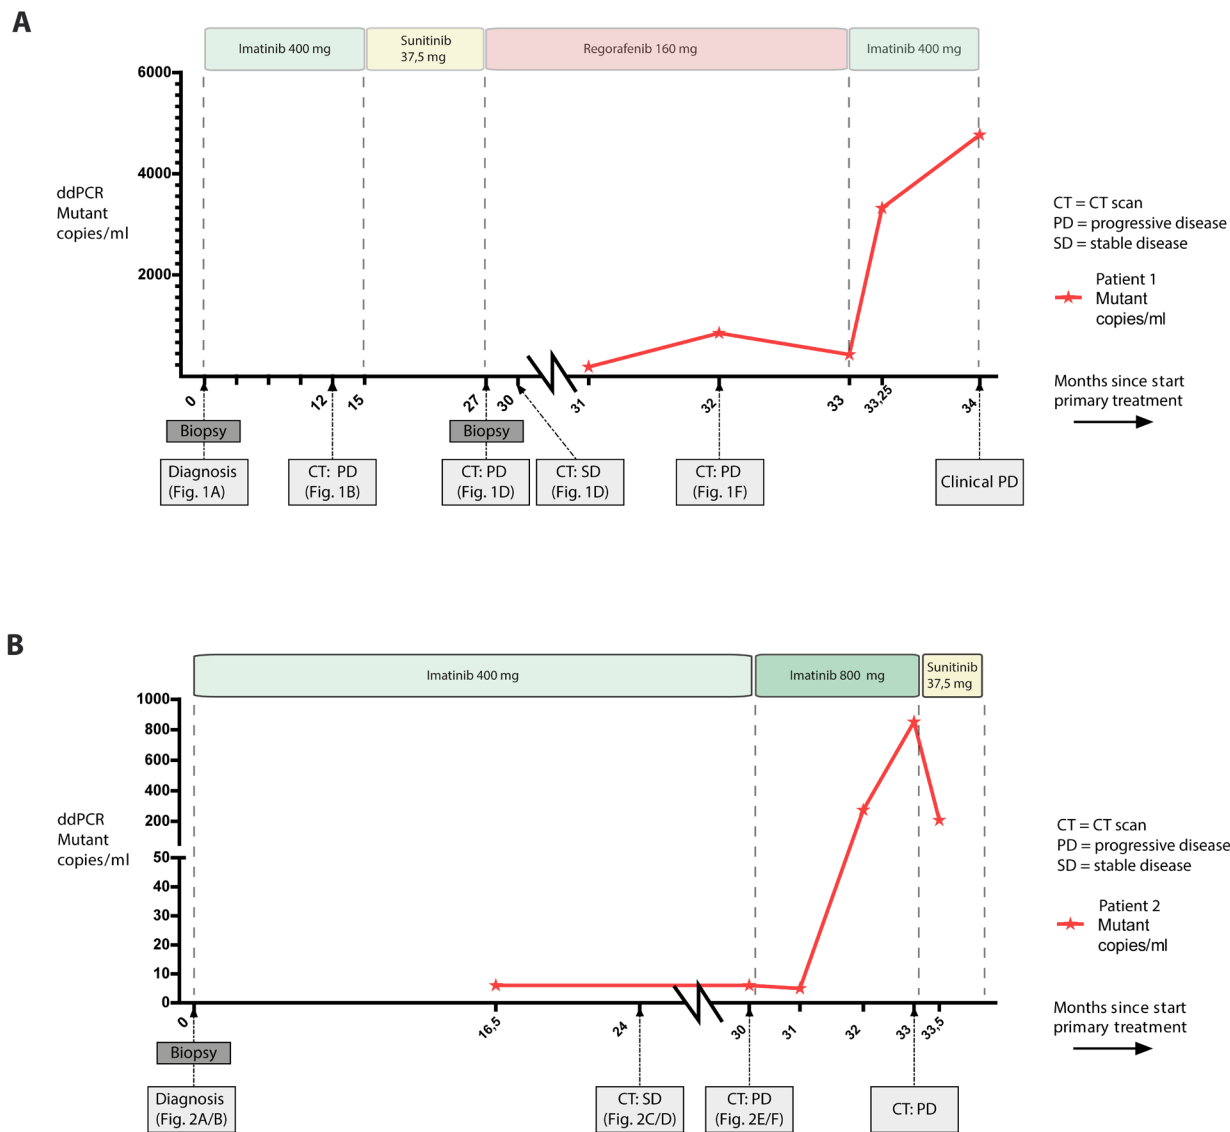 A
Imatinib 400 mg
Sunitinib
37,5 mg
Regorafenib 160 mg
Imatinib 400 mg
6000
4000
2000
ddPCR
Mutant
copies/ml
CT = CT scan
PD = progressive disease
SD = stable disease
Patient 1
Mutant
copies/ml
0
12
15
27
30
31
32
33
33,25
34
Months since start
primary treatment
Biopsy
Biopsy
Diagnosis
(Fig. 1A)
CT: PD
(Fig. 1B)
CT: PD
(Fig. 1D)
CT: SD
(Fig. 1D)
CT: PD
(Fig. 1F)
Clinical PD
B
Imatinib 400 mg
Imatinib 800 mg
Sunitinib
37,5 mg
1000
800
600
400
200
50
40
30
20
10
0
ddPCR
Mutant
copies/ml
CT = CT scan
PD = progressive disease
SD = stable disease
Patient 2
Mutant
copies/ml
0
16,5
24
30
31
32
33
33,5
Months since start
primary treatment
Biopsy
Diagnosis
(Fig. 2A/B)
CT: SD
(Fig. 2C/D)
CT: PD
(Fig. 2E/F)
CT: PD